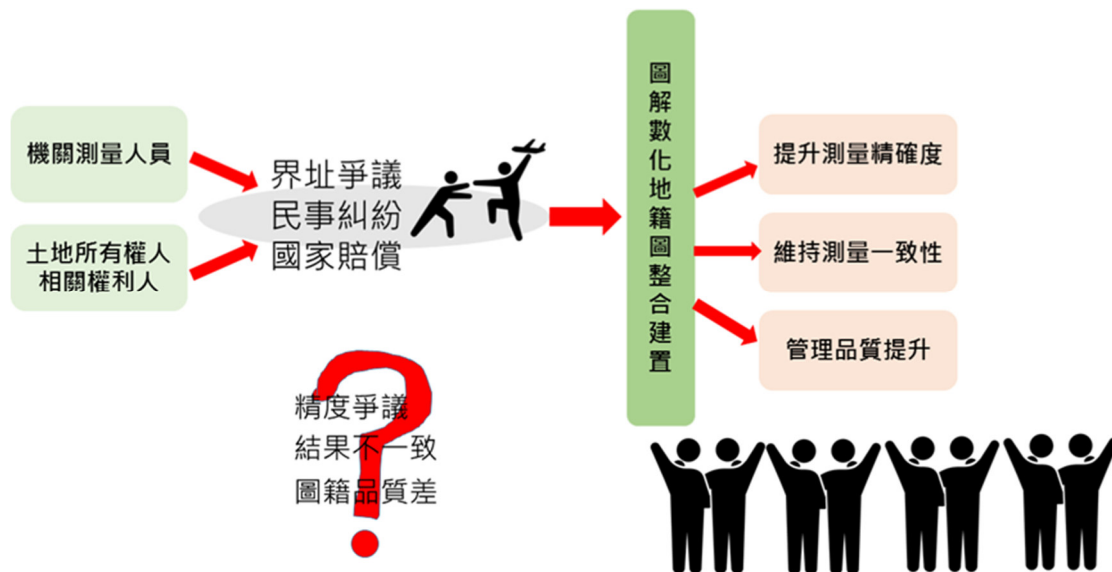 機關測量人員
土地所有權人
相關權利人
界址爭議
民事糾紛
國家賠償
精度爭議
結果不一致
圖籍品質差
圖解數化地籍圖整合建置
提升測量精確度
維持測量一致性
管理品質提升